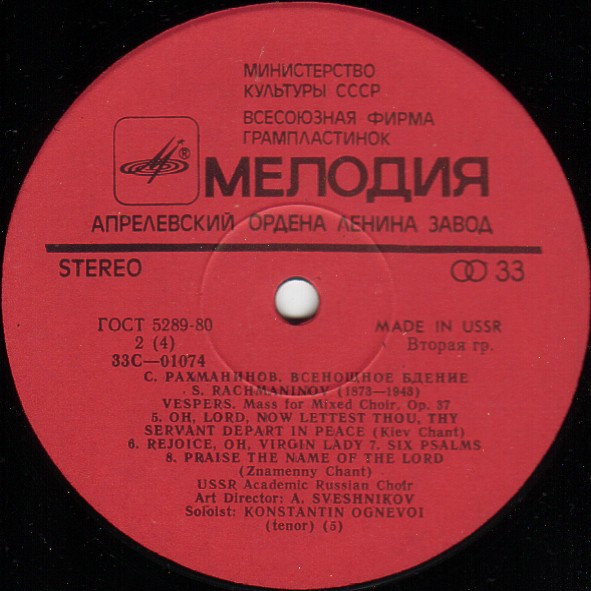 МИНИСТЕРСТВО
КУЛЬТУРЫ СССР
ВСЕСОЮЗНАЯ ФИРМА
ГРАМПЛАСТИНОК
®
МЕЛОДИЯ
АПРЕЛЕВСКИЙ ОРДЕНА ЛЕНИНА ЗАВОД
STEREO
33
ГОСТ 5289-80
MADE IN USSR
2 (4)
Вторая гр.
33С—01074
С. РАХМАНИНОВ. ВСЕНОЩНОЕ БДЕНИЕ
S. RACHMANINOV (1873—1943)
VESPERS. Mass for Mixed Choir, Op. 37
5. OH, LORD, NOW LETTEST THOU, THY
SERVANT DEPART IN PEACE (Kiev Chant)
6. REJOICE, OH, VIRGIN LADY 7. SIX PSALMS
8. PRAISE THE NAME OF THE LORD
(Znamenny Chant)
USSR Academic Russian Choir
Art Director: A. SVESHNIKOV
Soloist: KONSTANTIN OGNEVOI
(tenor) (5)